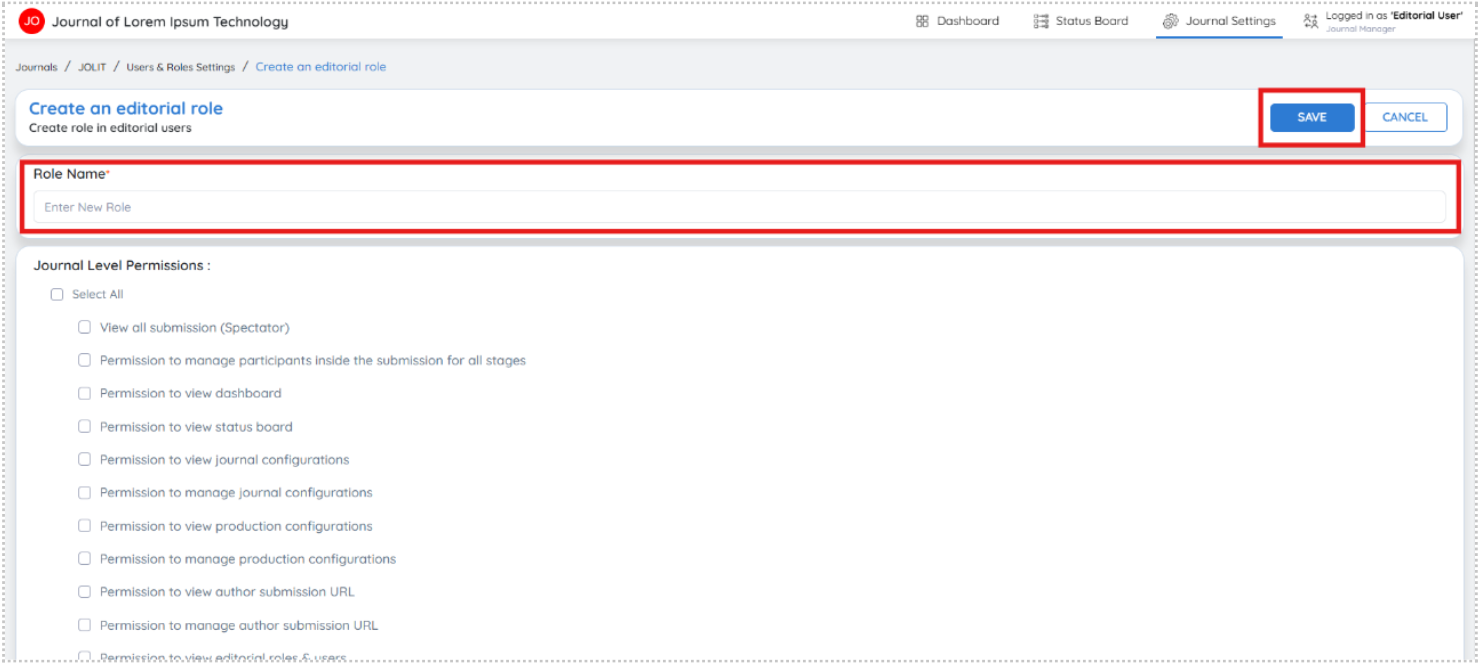 JO Journal of Lorem Ipsum Technology Dashboard Status Board Journal Settings Logged in as 'Editorial User'
Journal Manager
Journals / JOLIT / Users & Roles Settings / Create an editorial role
Create an editorial role
Create role in editorial users
SAVE CANCEL
Role Name*
Enter New Role
Journal Level Permissions :
Select All
View all submission (Spectator)
Permission to manage participants inside the submission for all stages
Permission to view dashboard
Permission to view status board
Permission to view journal configurations
Permission to manage journal configurations
Permission to view production configurations
Permission to manage production configurations
Permission to view author submission URL
Permission to manage author submission URL
Permission to view editorial roles & users